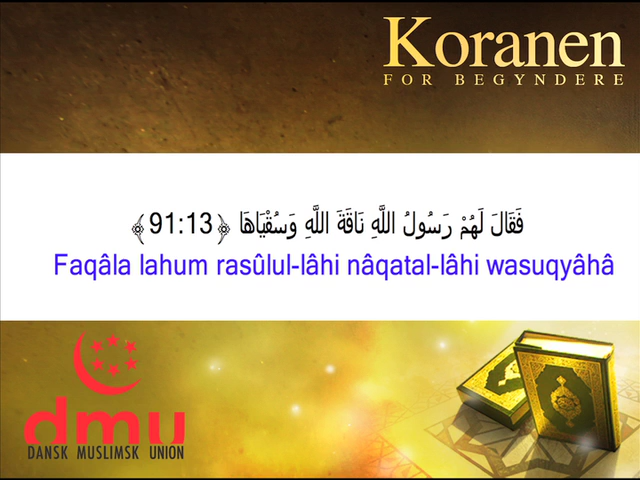 Koranen
FOR BEGYNDERE
فَقَالَ لَهُمْ رَسُولُ اللَّهِ نَاقَةَ اللَّهِ وَسُقْيَاهَا ﴿91:13﴾
Faqâla lahum rasûlul-lâhi nâqatal-lâhi wasuqyâhâ
dmu
DANSK MUSLIMSK UNION